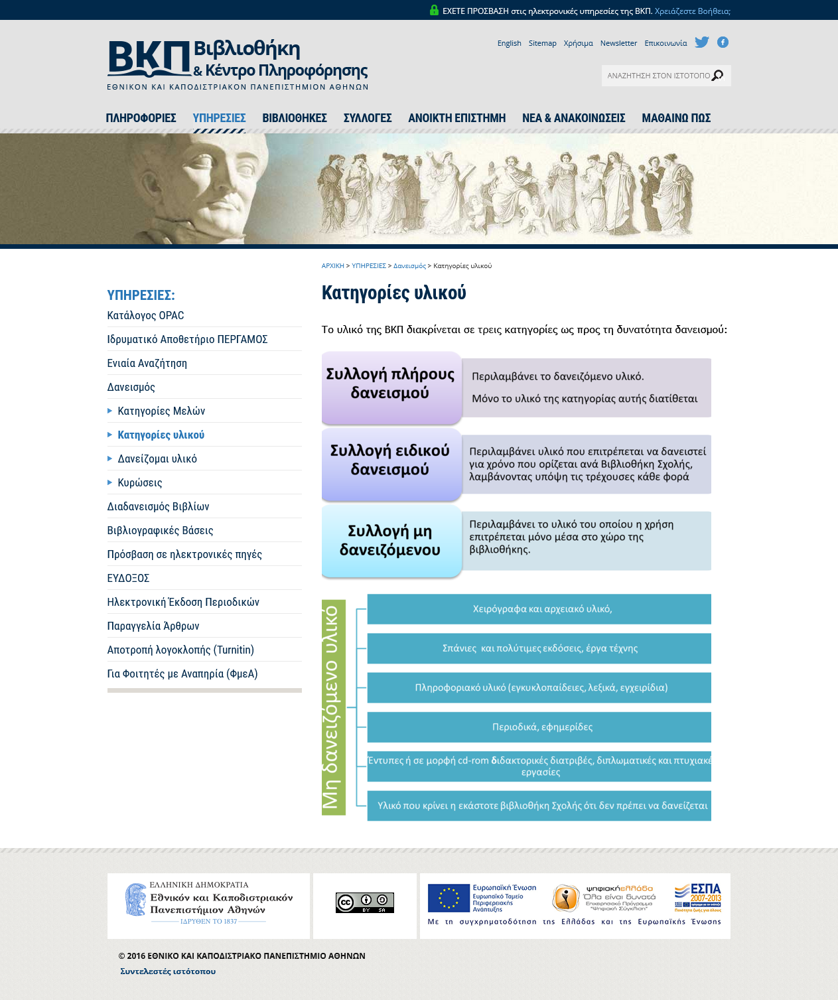 ΕΧΕΤΕ ΠΡΟΣΒΑΣΗ στις ηλεκτρονικές υπηρεσίες της ΒΚΠ. Χρειάζεστε Βοήθεια;
English Sitemap Χρήσιμα Newsletter Επικοινωνία
ΒΚΠ Βιβλιοθήκη
& Κέντρο Πληροφόρησης
ΕΘΝΙΚΟΝ ΚΑΙ ΚΑΠΟΔΙΣΤΡΙΑΚΟΝ ΠΑΝΕΠΙΣΤΗΜΙΟΝ ΑΘΗΝΩΝ
ΑΝΑΖΗΤΗΣΗ ΣΤΟΝ ΙΣΤΟΤΟΠΟ
ΠΛΗΡΟΦΟΡΙΕΣ ΥΠΗΡΕΣΙΕΣ ΒΙΒΛΙΟΘΗΚΕΣ ΣΥΛΛΟΓΕΣ ΑΝΟΙΚΤΗ ΕΠΙΣΤΗΜΗ ΝΕΑ & ΑΝΑΚΟΙΝΩΣΕΙΣ ΜΑΘΑΙΝΩ ΠΩΣ
ΑΡΧΙΚΗ > ΥΠΗΡΕΣΙΕΣ > Δανεισμός > Κατηγορίες υλικού
ΥΠΗΡΕΣΙΕΣ:
Κατάλογος OPAC
Ιδρυματικό Αποθετήριο ΠΕΡΓΑΜΟΣ
Ενιαία Αναζήτηση
Δανεισμός
Κατηγορίες Μελών
Κατηγορίες υλικού
Δανείζομαι υλικό
Κυρώσεις
Διαδανεισμός Βιβλίων
Βιβλιογραφικές Βάσεις
Πρόσβαση σε ηλεκτρονικές πηγές
ΕΥΔΟΞΟΣ
Ηλεκτρονική Έκδοση Περιοδικών
Παραγγελία Άρθρων
Αποτροπή λογοκλοπής (Turnitin)
Για Φοιτητές με Αναπηρία (ΦμεΑ)
Κατηγορίες υλικού
Το υλικό της ΒΚΠ διακρίνεται σε τρεις κατηγορίες ως προς τη δυνατότητα δανεισμού:
Συλλογή πλήρους
δανεισμού
Περιλαμβάνει το δανειζόμενο υλικό.
Μόνο το υλικό της κατηγορίας αυτής διατίθεται
Συλλογή ειδικού
δανεισμού
Περιλαμβάνει υλικό που επιτρέπεται να δανειστεί
για χρόνο που ορίζεται ανά Βιβλιοθήκη Σχολής,
λαμβάνοντας υπόψη τις τρέχουσες κάθε φορά
Συλλογή μη
δανειζόμενου
Περιλαμβάνει το υλικό του οποίου η χρήση
επιτρέπεται μόνο μέσα στο χώρο της
βιβλιοθήκης.
Μη δανειζόμενο υλικό
Χειρόγραφα και αρχειακό υλικό,
Σπάνιες και πολύτιμες εκδόσεις, έργα τέχνης
Πληροφοριακό υλικό (εγκυκλοπαίδειες, λεξικά, εγχειρίδια)
Περιοδικά, εφημερίδες
Έντυπες ή σε μορφή cd-rom διδακτορικές διατριβές, διπλωματικές και πτυχιακέ
εργασίες
Υλικό που κρίνει η εκάστοτε βιβλιοθήκη Σχολής ότι δεν πρέπει να δανείζεται
ΕΛΛΗΝΙΚΗ ΔΗΜΟΚΡΑΤΙΑ
Εθνικόν και Καποδιστριακόν
Πανεπιστήμιον Αθηνών
ΙΔΡΥΘΕΝ ΤΟ 1837
cc BY SA
Ευρωπαϊκή Ένωση
Ευρωπαϊκό Ταμείο
Περιφερειακής
Ανάπτυξης
ψηφιακήελλάδα
Όλα είναι δυνατά
Επιχειρησιακό Πρόγραμμα
"Ψηφιακή Σύγκλιση"
ΕΣΠΑ
2007-2013
Με τη συγχρηματοδότηση της Ελλάδας και της Ευρωπαϊκής Ένωσης
© 2016 ΕΘΝΙΚΟ ΚΑΙ ΚΑΠΟΔΙΣΤΡΙΑΚΟ ΠΑΝΕΠΙΣΤΗΜΙΟ ΑΘΗΝΩΝ
Συντελεστές ιστότοπου